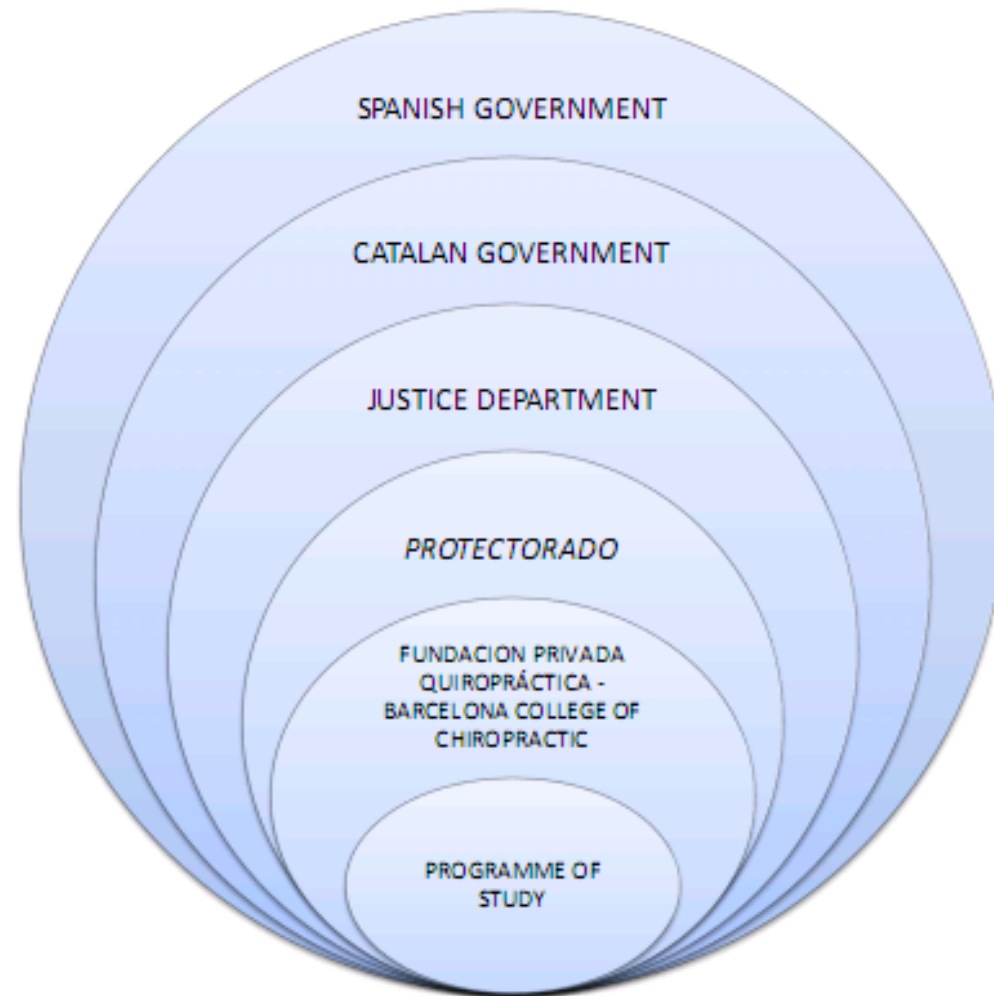 SPANISH GOVERNMENT
CATALAN GOVERNMENT
JUSTICE DEPARTMENT
PROTECTORADO
FUNDACION PRIVADA
QUIROPRÁCTICA -
BARCELONA COLLEGE OF
CHIROPRACTIC
PROGRAMME OF
STUDY